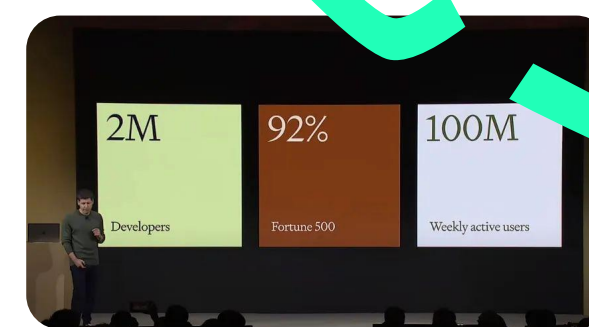 2M
Developers
92%
Fortune 500
100M
Weekly active users